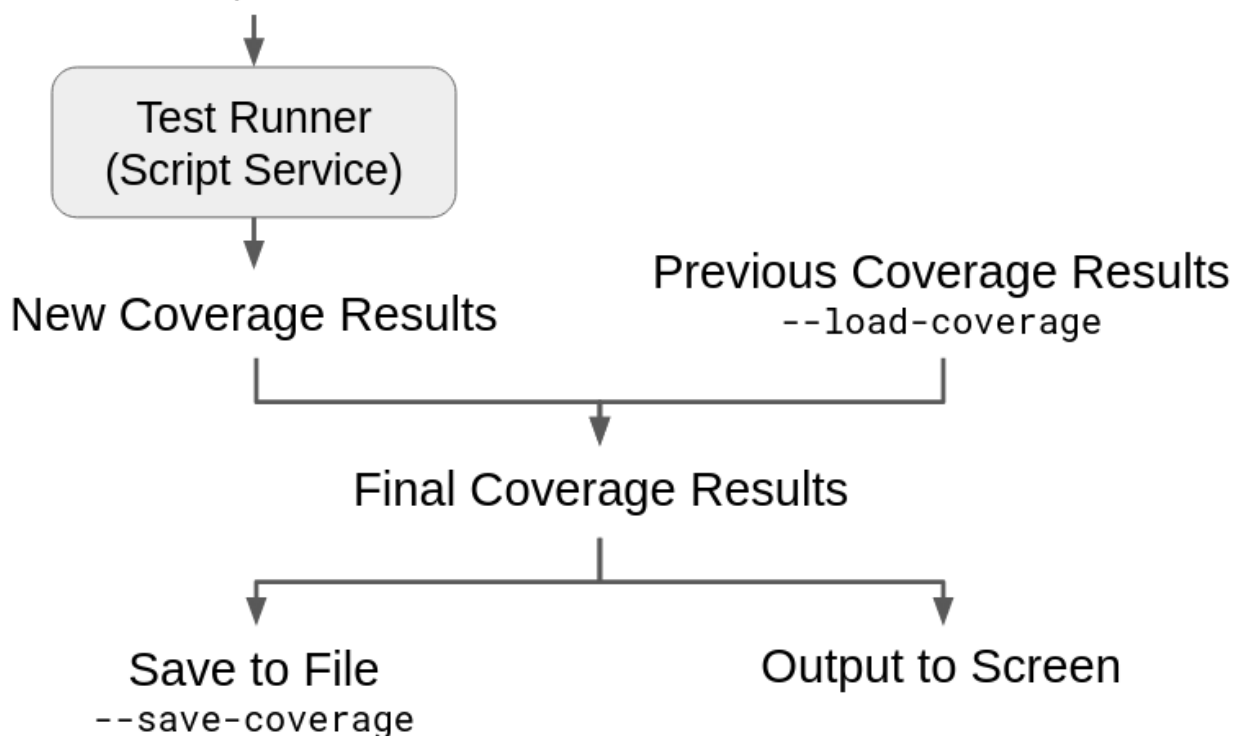 Test Runner
(Script Service)
New Coverage Results
Previous Coverage Results
--load-coverage
Final Coverage Results
Save to File
--save-coverage
Output to Screen